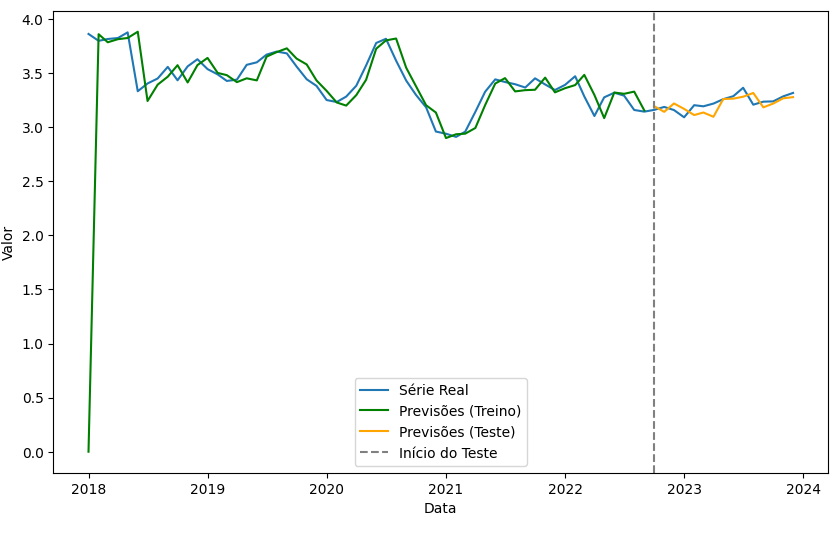 4.0
3.5
3.0
2.5
2.0
1.5
1.0
0.5
0.0
Valor
Série Real
Previsões (Treino)
Previsões (Teste)
Início do Teste
2018 2019 2020 2021 2022 2023 2024
Data